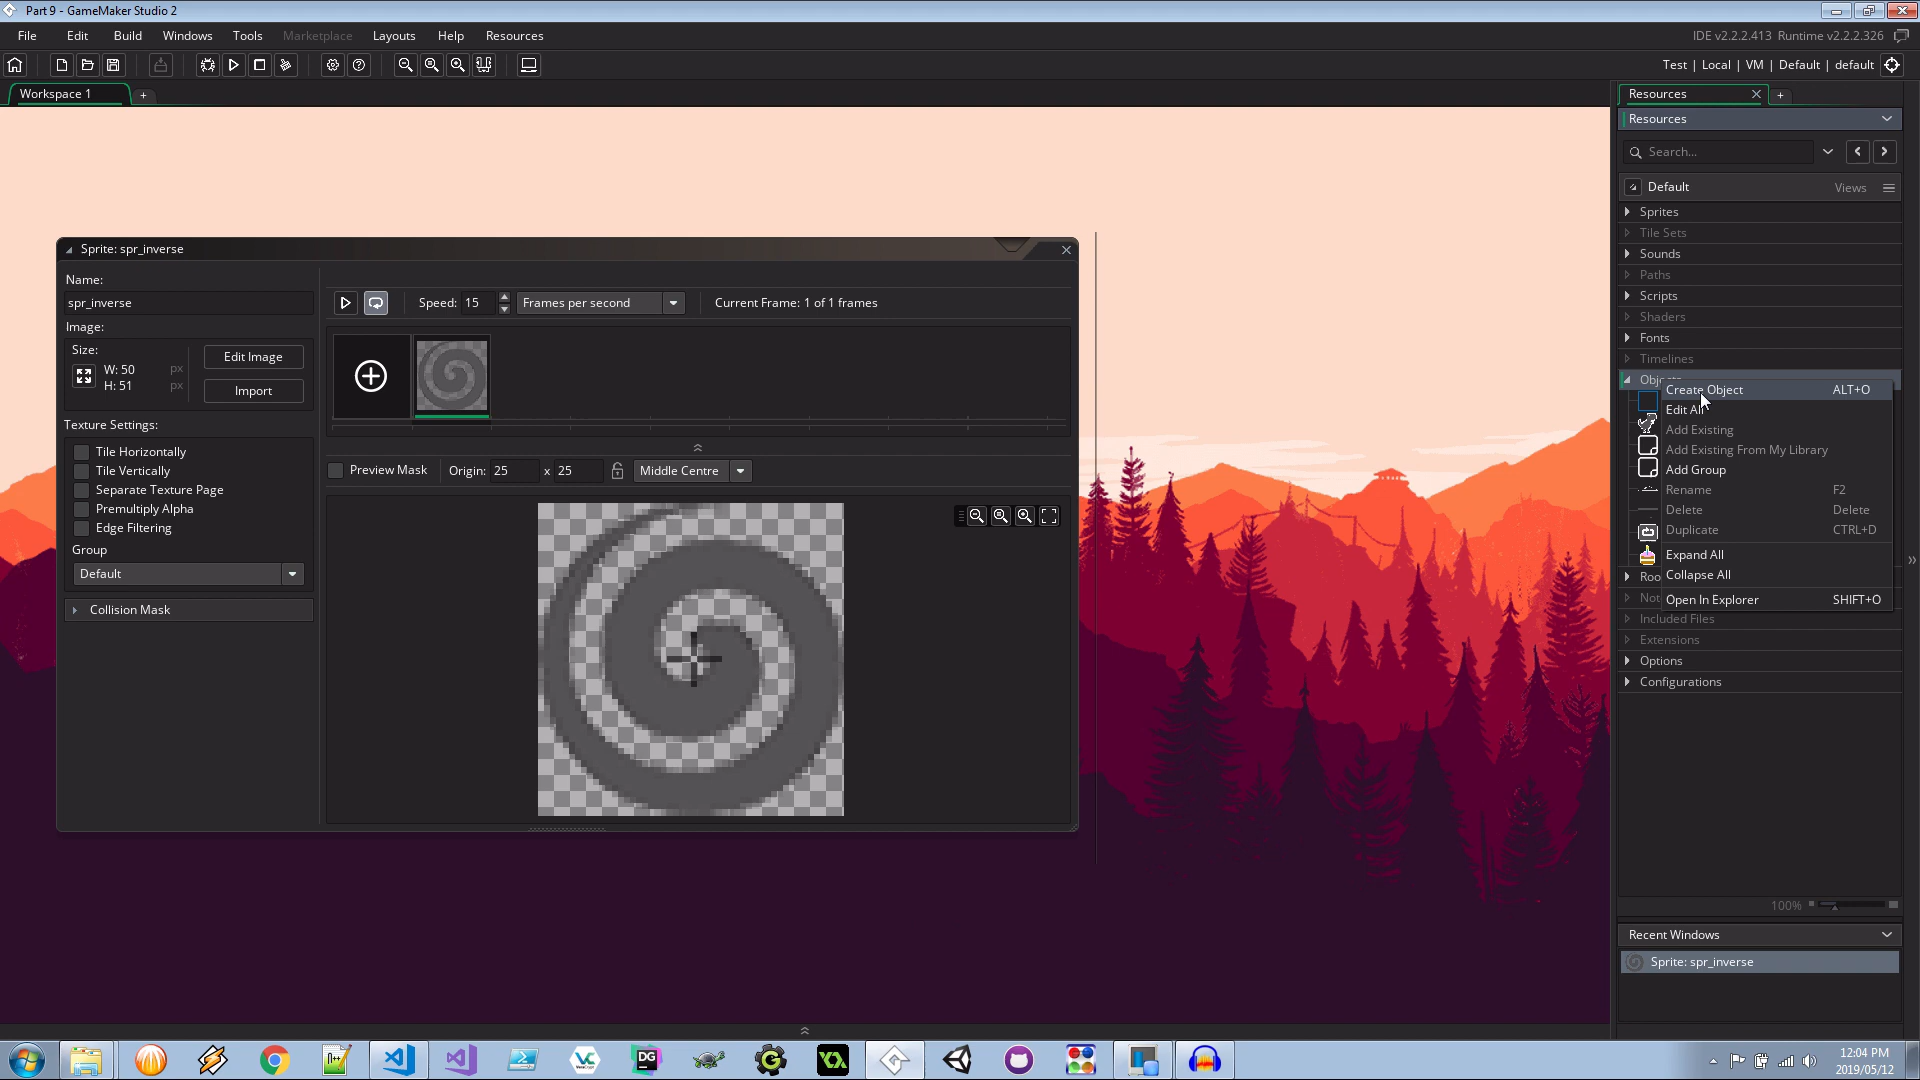 Part 9 - GameMaker Studio 2
File Edit Build Windows Tools Marketplace Layouts Help Resources
IDE v2.2.2.413 Runtime v2.2.2.326
Test | Local | VM | Default | default
Workspace 1
+
Sprite: spr_inverse
Name:
spr_inverse
Image:
Size:
W: 50 px
H: 51 px
Edit Image
Import
Texture Settings:
Tile Horizontally
Tile Vertically
Separate Texture Page
Premultiply Alpha
Edge Filtering
Group
Default
Collision Mask
Speed: 15 Frames per second
Current Frame: 1 of 1 frames
Preview Mask
Origin: 25 x 25 Middle Centre
Resources
+
Resources
Search...
Default Views
Sprites
Tile Sets
Sounds
Paths
Scripts
Shaders
Fonts
Timelines
Obje
Create Object ALT+O
Edit All
Add Existing
Add Existing From My Library
Add Group
Rename F2
Delete Delete
Duplicate CTRL+D
Expand All
Collapse All
Open In Explorer SHIFT+O
Roo
Not
Included Files
Extensions
Options
Configurations
100%
Recent Windows
Sprite: spr_inverse
DG
12:04 PM
2019/05/12